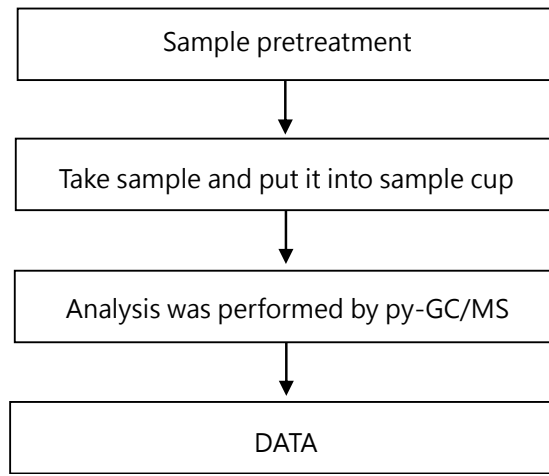 Sample pretreatment
Take sample and put it into sample cup
Analysis was performed by py-GC/MS
DATA